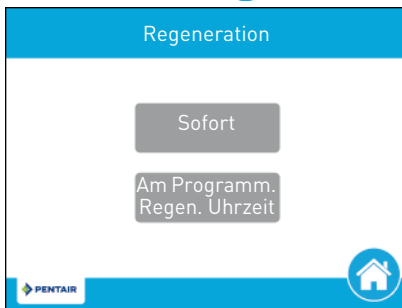 Regeneration
Sofort
Am Programm.
Regen. Uhrzeit
PENTAIR